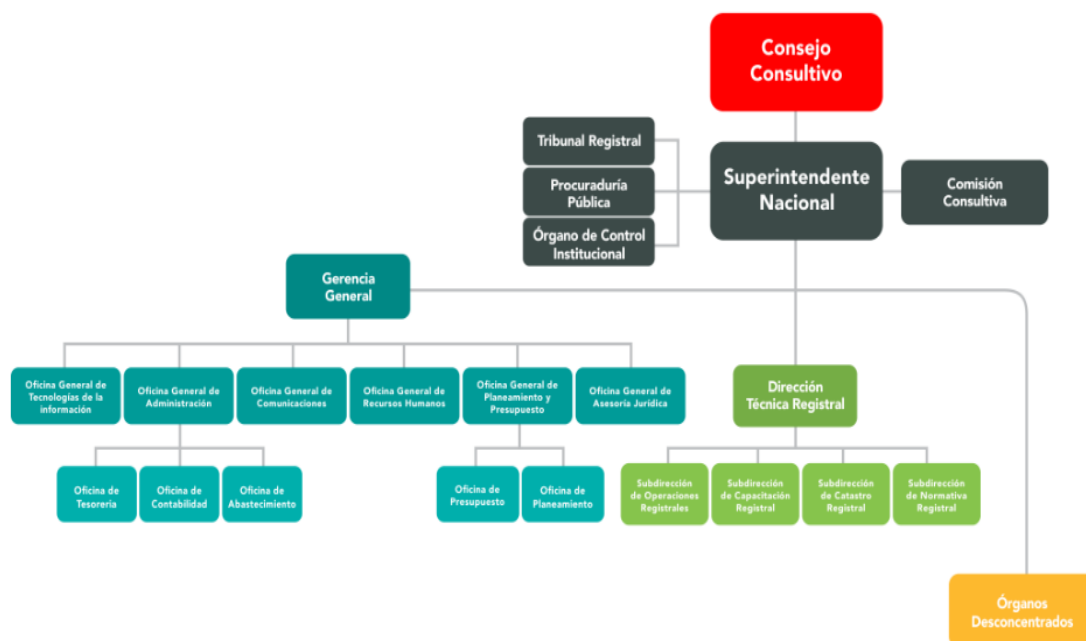 Consejo
Consultivo
Tribunal Registral
Procuraduría
Pública
Órgano de Control
Institucional
Superintendente
Nacional
Comisión
Consultiva
Gerencia
General
Oficina General de
Tecnologías de la
información
Oficina General de
Administración
Oficina General de
Comunicaciones
Oficina General de
Recursos Humanos
Oficina General de
Planeamiento y
Presupuesto
Oficina General de
Asesoría Jurídica
Dirección
Técnica Registral
Oficina de
Tesorería
Oficina de
Contabilidad
Oficina de
Abastecimiento
Oficina de
Presupuesto
Oficina de
Planeamiento
Subdirección
de Operaciones
Registrales
Subdirección
de Capacitación
Registral
Subdirección
de Catastro
Registral
Subdirección
de Normativa
Registral
Órganos
Desconcentrados